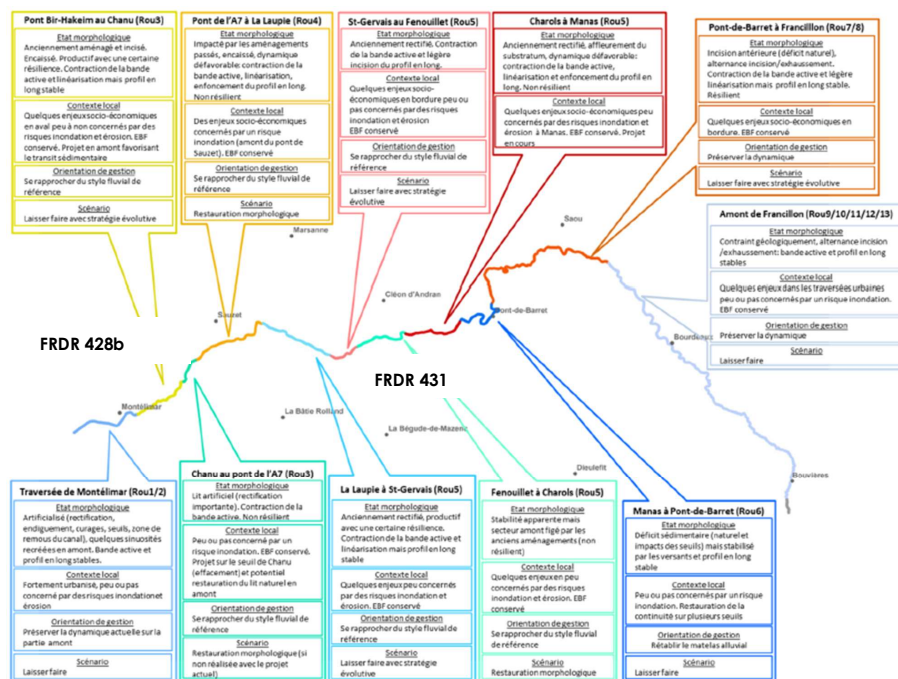 Pont Bir-Hakeim au Chanu (Rou3)
Etat morphologique
Anciennement aménagé et incisé.
Encaissé. Productif avec une certaine
résilience. Contraction de la bande
active et linéarisation mais profil en
long stable
Contexte local
Quelques enjeux socio-économiques
en aval peu à non concernés par des
risques inondation et érosion. EBF
conservé. Projet en amont favorisant
le transit sédimentaire
Orientation de gestion
Se rapprocher du style fluvial de
référence
Scénario
Laisser faire avec stratégie évolutive
Pont de l'A7 à La Laupie (Rou4)
Etat morphologique
Impacté par les aménagements
passés, encaissé, dynamique
défavorable: contraction de la
bande active, linéarisation,
enfoncement du profil en long.
Non résilient
Contexte local
Des enjeux socio-économiques
concernés par un risque
inondation (amont du pont de
Sauzet). EBF conservé
Orientation de gestion
Se rapprocher du style fluvial de
référence
Scénario
Restauration morphologique
St-Gervais au Fenouillet (Rou5)
Etat morphologique
Anciennement rectifié. Contraction
de la bande active et légère
incision du profil en long.
Contexte local
Quelques enjeux socio-
économiques en bordure peu ou
pas concernés par des risques
inondation et érosion
EBF conservé
Orientation de gestion
Se rapprocher du style fluvial de
référence
Scénario
Laisser faire avec stratégie
évolutive
Charols à Manas (Rou5)
Etat morphologique
Anciennement rectifié, affleurement du
substratum, dynamique défavorable:
contraction de la bande active,
linéarisation et enfoncement du profil en
long. Non résilient
Contexte local
Quelques enjeux socio-économiques peu
concernés par des risques inondation et
érosion à Manas. EBF conservé. Projet
en cours
Pont-de-Barret à Francilllon (Rou7/8)
Etat morphologique
Incision antérieure (déficit naturel),
alternance incision/exhaussement.
Contraction de la bande active et légère
linéarisation mais profil en long stable.
Résilient
Contexte local
Quelques enjeux socio-économiques en
bordure. EBF conservé
Orientation de gestion
Préserver la dynamique
Scénario
Laisser faire avec stratégie évolutive
Amont de Francillon (Rou9/10/11/12/13)
Etat morphologique
Contraint géologiquement, alternance incision
/exhaussement: bande active et profil en long
stables
Contexte local
Quelques enjeux dans les traversées urbaines
peu ou pas concernés par un risque inondation.
EBF conservé
Orientation de gestion
Préserver la dynamique
Scénario
Laisser faire
Marsanne
Saou
Cléon d'Andran
Sauzet
Pont-de-Barret
Bourdeaux
FRDR 428b
FRDR 431
Montélimar
La Bâtie Rolland
La Bégude-de-Mazenc
Dieulefit
Bouvières
Traversée de Montélimar (Rou1/2)
Etat morphologique
Artificialisé (rectification,
endiguement, curages, seuils, zone de
remous du canal), quelques sinuosités
recréées en amont. Bande active et
profil en long stables.
Contexte local
Fortement urbanisé, peu ou pas
concerné par des risques inondation et
érosion
Orientation de gestion
Préserver la dynamique actuelle sur la
partie amont
Scénario
Laisser faire
Chanu au pont de l'A7 (Rou3)
Etat morphologique
Lit artificiel (rectification
importante). Contraction de la
bande active. Non résilient
Contexte local
Peu ou pas concerné par un
risque inondation. EBF conservé.
Projet sur le seuil de Chanu
(effacement) et potentiel
restauration du lit naturel en
amont
Orientation de gestion
Se rapprocher du style fluvial de
référence
Scénario
Restauration morphologique (si
non réalisée avec le projet
actuel)
La Laupie à St-Gervais (Rou5)
Etat morphologique
Anciennement rectifié, productif
avec une certaine résilience.
Contraction de la bande active et
linéarisation mais profil en long
stable
Contexte local
Quelques enjeux peu concernés
par des risques inondation et
érosion. EBF conservé
Orientation de gestion
Se rapprocher du style fluvial de
référence
Scénario
Laisser faire avec stratégie
évolutive
Fenouillet à Charols (Rou5)
Etat morphologique
Stabilité apparente mais
secteur amont figé par les
anciens aménagements (non
résilient)
Contexte local
Quelques enjeux en peu
concernés par des risques
inondation et érosion. EBF
conservé
Orientation de gestion
Se rapprocher du style fluvial
de référence
Scénario
Restauration morphologique
Manas à Pont-de-Barret (Rou6)
Etat morphologique
Déficit sédimentaire (naturel et
impacts des seuils) mais stabilisé
par les versants et profil en long
stable
Contexte local
Peu ou pas concernés par un risque
inondation. Restauration de la
continuité sur plusieurs seuils
Orientation de gestion
Rétablir le matelas alluvial
Scénario
Laisser faire